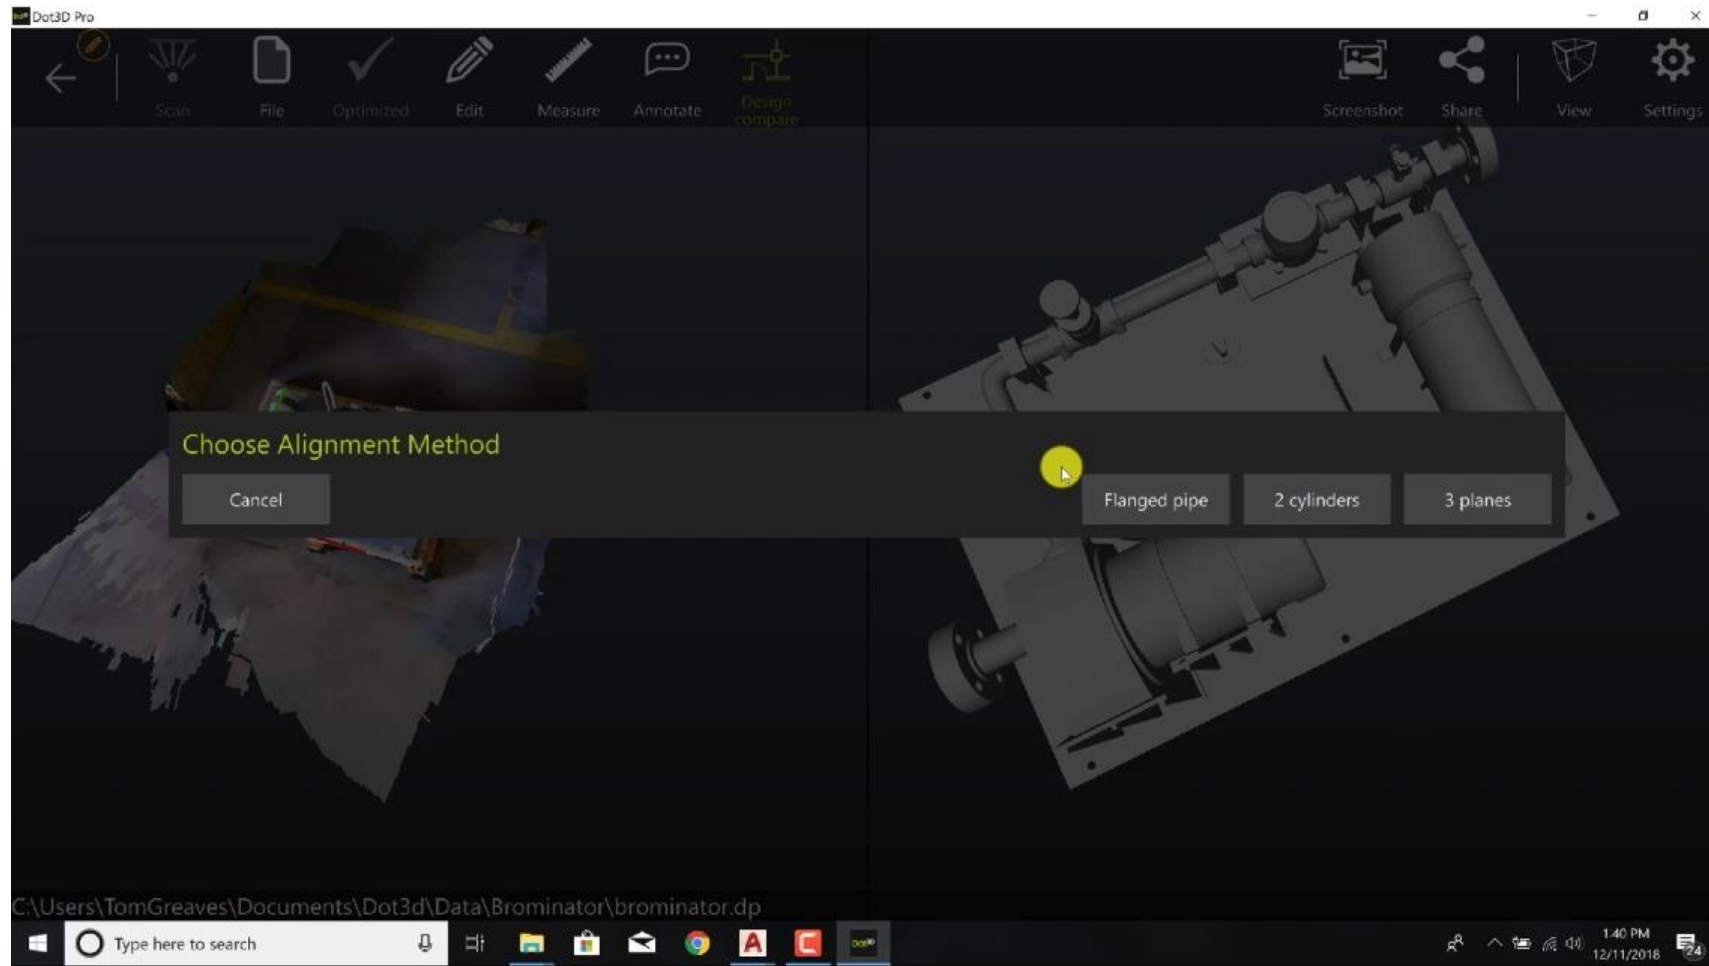 Dot3D Pro
Scan
File
Optimized
Edit
Measure
Annotate
Design
compare
Screenshot
Share
View
Settings
Choose Alignment Method
Cancel
Flanged pipe
2 cylinders
3 planes
C:\Users\TomGreaves\Documents\Dot3d\Data\Brominator\brominator.dp
Type here to search
1:40 PM
12/11/2018
24